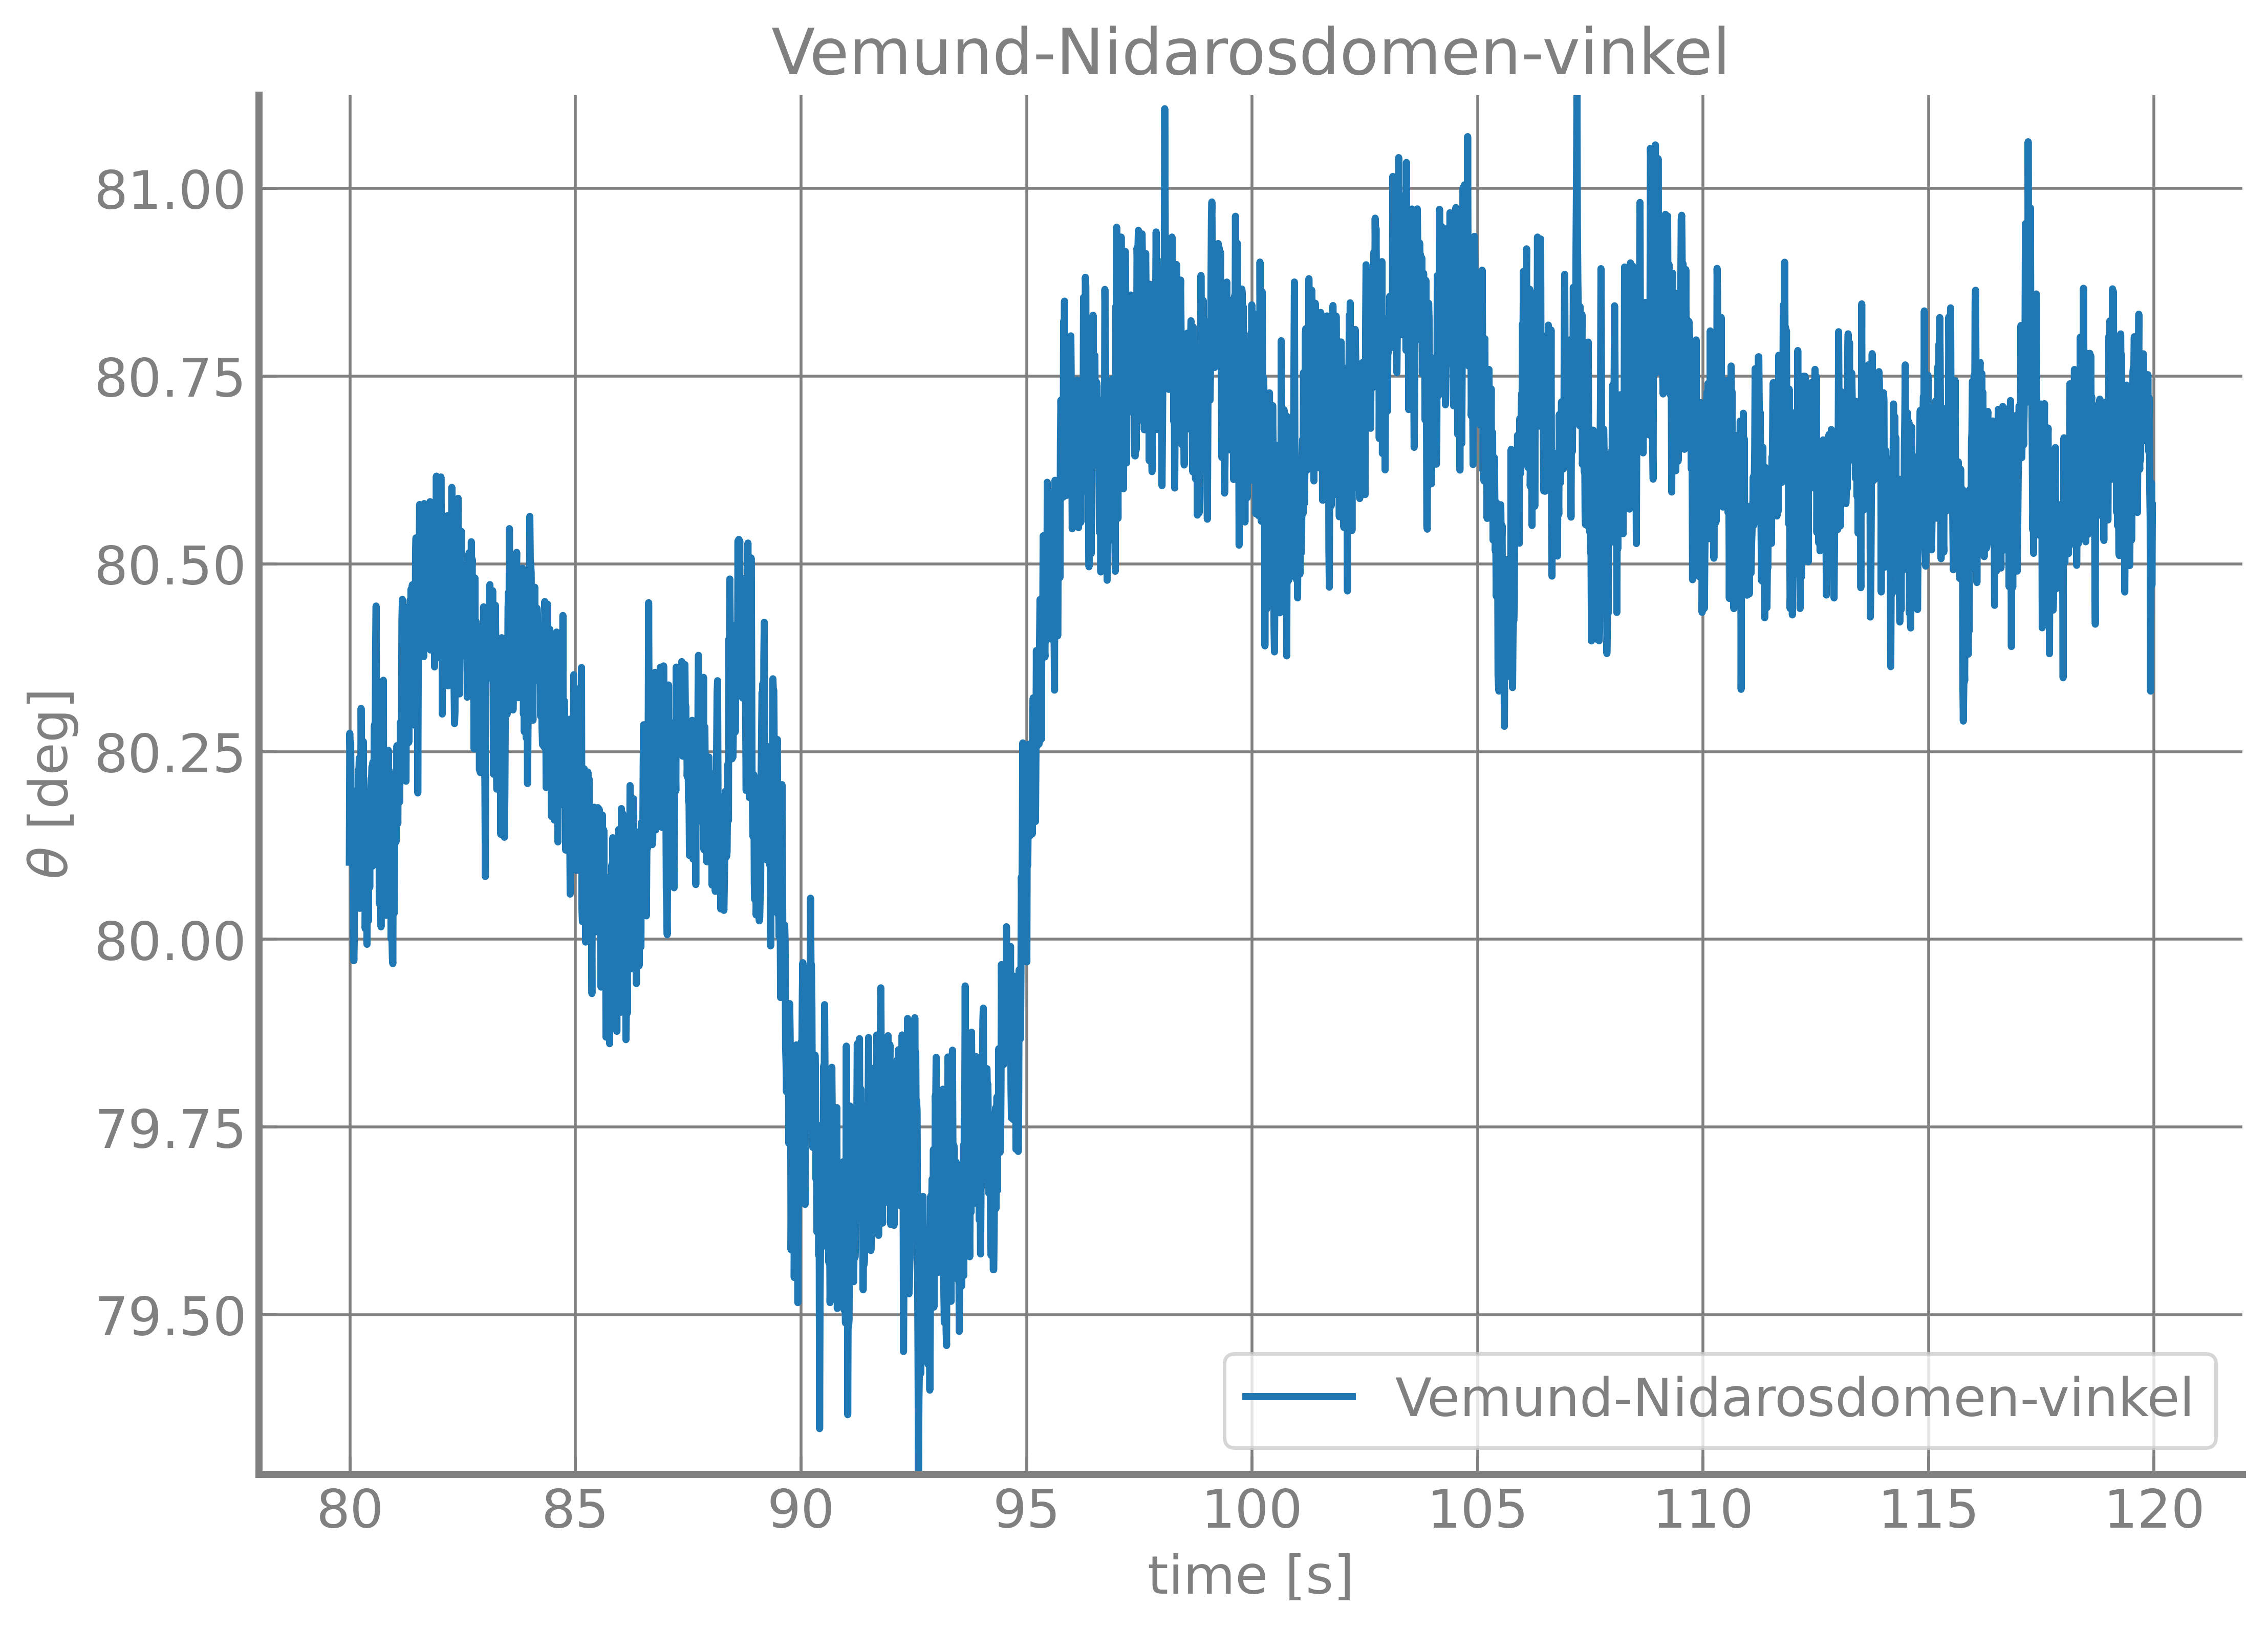 Vemund-Nidarosdomen-vinkel
81.00
80.75
80.50
80.25
80.00
79.75
79.50
θ [deg]
Vemund-Nidarosdomen-vinkel
80 85 90 95 100 105 110 115 120
time [s]